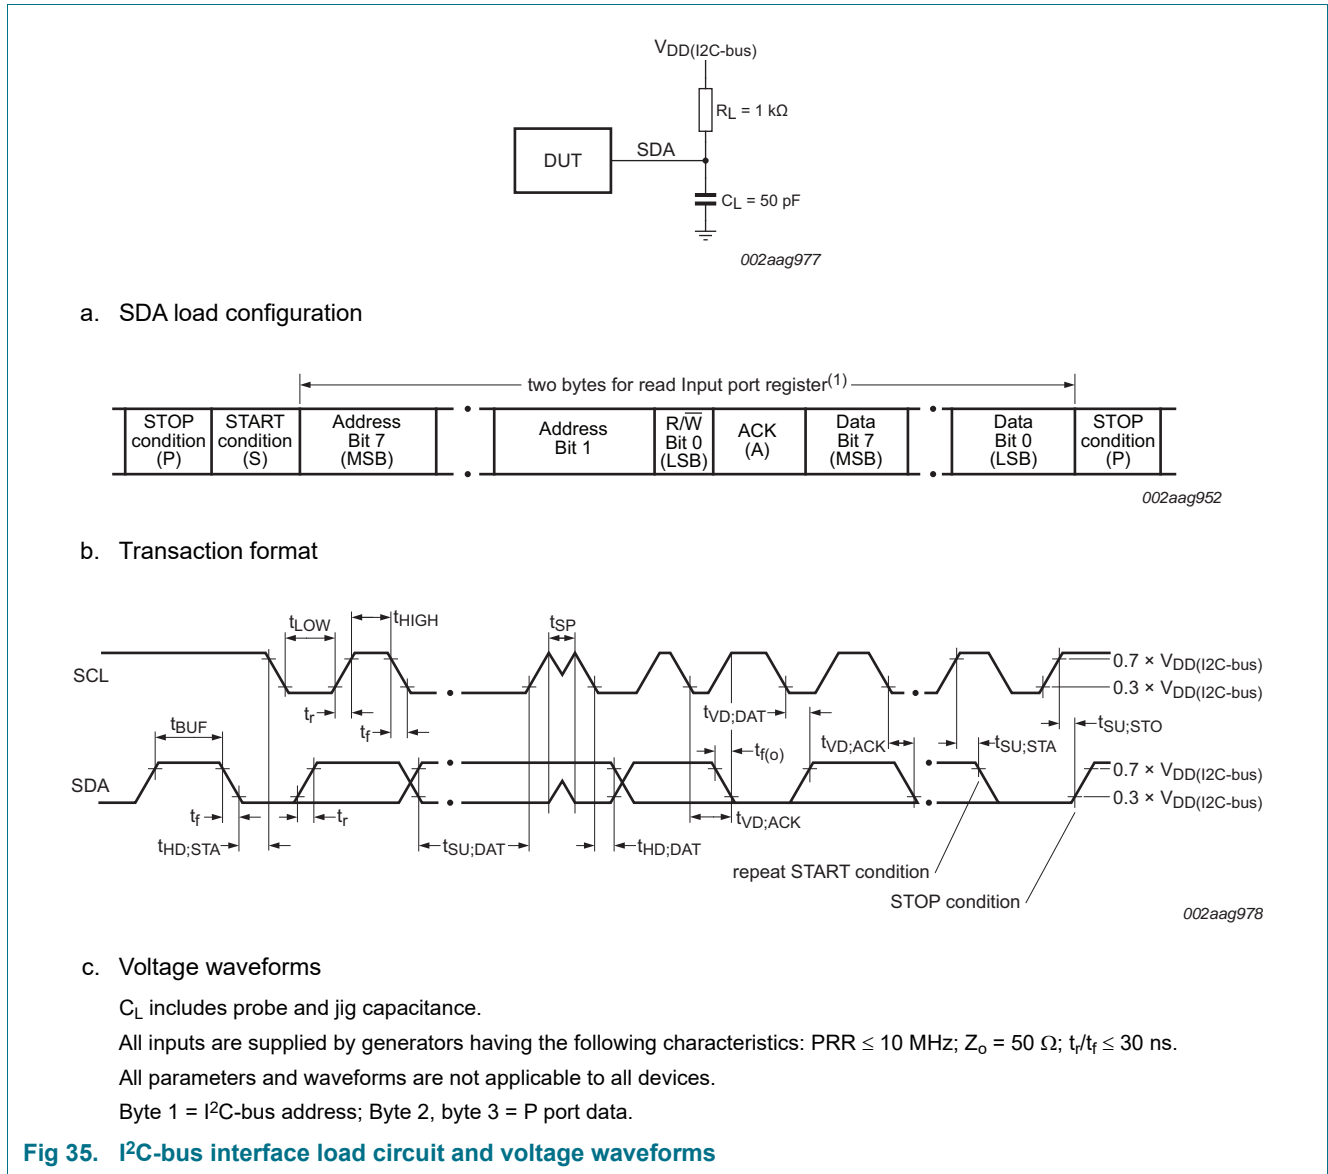 VDD(I2C-bus)
RL = 1 kΩ
DUT
SDA
CL = 50 pF
002aag977
a. SDA load configuration
two bytes for read Input port register(1)
STOP condition (P)
START condition (S)
Address Bit 7 (MSB)
Address Bit 1
R/W̅ Bit 0 (LSB)
ACK (A)
Data Bit 7 (MSB)
Data Bit 0 (LSB)
STOP condition (P)
002aag952
b. Transaction format
tLOW
tHIGH
tSP
SCL
0.7 × VDD(I2C-bus)
0.3 × VDD(I2C-bus)
tr
tf
tBUF
tVD;DAT
tf(o)
tVD;ACK
tSU;STA
tSU;STO
SDA
0.7 × VDD(I2C-bus)
0.3 × VDD(I2C-bus)
tf
tr
tHD;STA
tSU;DAT
tHD;DAT
tVD;ACK
repeat START condition
STOP condition
002aag978
c. Voltage waveforms
CL includes probe and jig capacitance.
All inputs are supplied by generators having the following characteristics: PRR ≤ 10 MHz; Zo = 50 Ω; tr/tf ≤ 30 ns.
All parameters and waveforms are not applicable to all devices.
Byte 1 = I2C-bus address; Byte 2, byte 3 = P port data.
Fig 35. I2C-bus interface load circuit and voltage waveforms